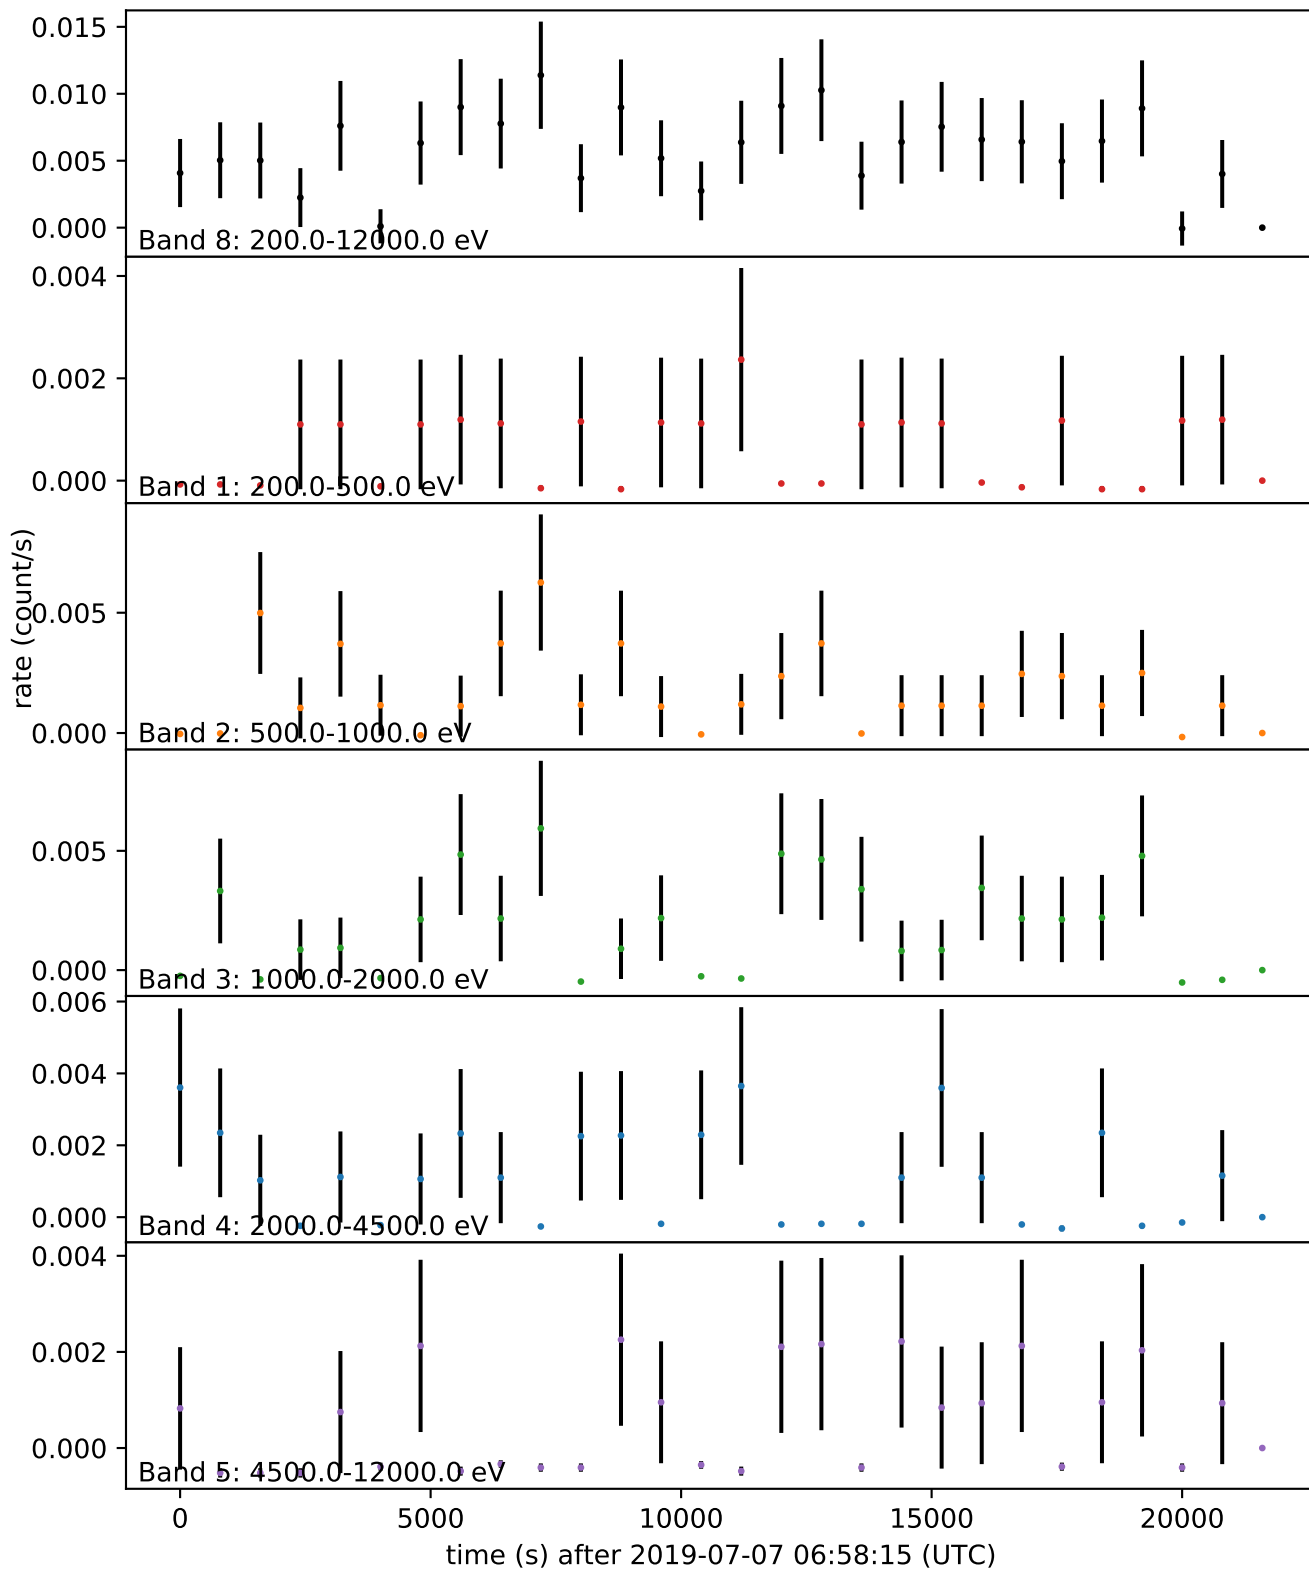 0.015
0.010
0.005
0.000
Band 8: 200.0-12000.0 eV
0.004
0.002
0.000
Band 1: 200.0-500.0 eV
rate (count/s)
0.005
0.000
Band 2: 500.0-1000.0 eV
0.005
0.000
Band 3: 1000.0-2000.0 eV
0.006
0.004
0.002
0.000
Band 4: 2000.0-4500.0 eV
0.004
0.002
0.000
Band 5: 4500.0-12000.0 eV
0 5000 10000 15000 20000
time (s) after 2019-07-07 06:58:15 (UTC)